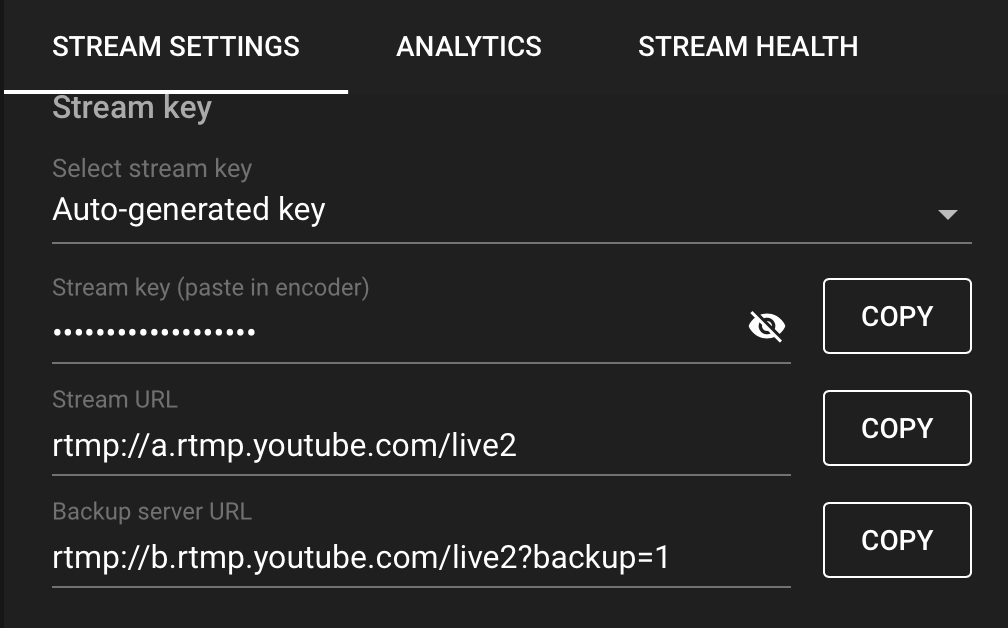 STREAM SETTINGS ANALYTICS STREAM HEALTH
Stream key
Select stream key
Auto-generated key
Stream key (paste in encoder)
•••••••••••••••••••
COPY
Stream URL
rtmp://a.rtmp.youtube.com/live2
COPY
Backup server URL
rtmp://b.rtmp.youtube.com/live2?backup=1
COPY